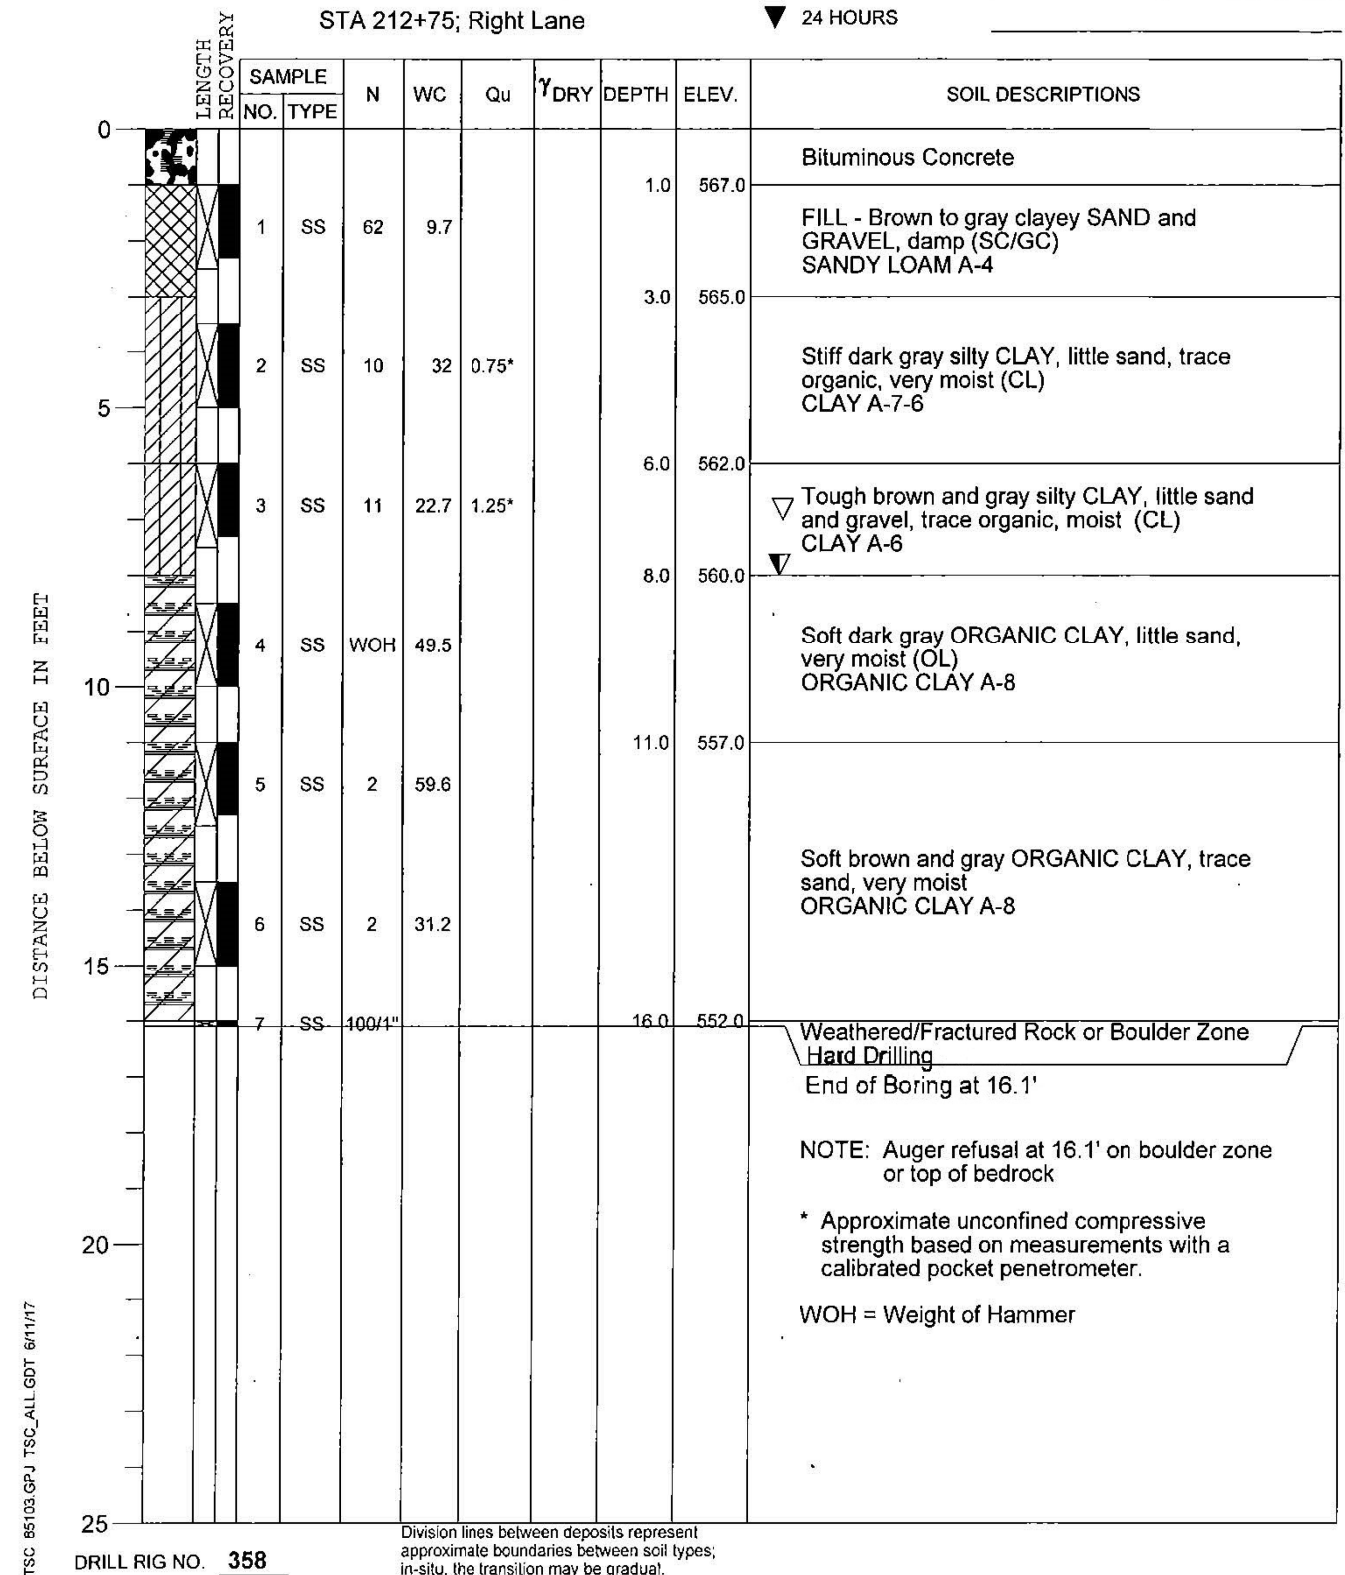 STA 212+75; Right Lane
▼ 24 HOURS
LENGTH
RECOVERY
SAMPLE
NO. TYPE
N
WC
Qu
γDRY
DEPTH
ELEV.
SOIL DESCRIPTIONS
0
Bituminous Concrete
1.0 567.0
1 SS 62 9.7
FILL - Brown to gray clayey SAND and
GRAVEL, damp (SC/GC)
SANDY LOAM A-4
3.0 565.0
2 SS 10 32 0.75*
Stiff dark gray silty CLAY, little sand, trace
organic, very moist (CL)
CLAY A-7-6
5
6.0 562.0
3 SS 11 22.7 1.25*
Tough brown and gray silty CLAY, little sand
and gravel, trace organic, moist (CL)
CLAY A-6
8.0 560.0
4 SS WOH 49.5
Soft dark gray ORGANIC CLAY, little sand,
very moist (OL)
ORGANIC CLAY A-8
10
11.0 557.0
5 SS 2 59.6
Soft brown and gray ORGANIC CLAY, trace
sand, very moist
ORGANIC CLAY A-8
6 SS 2 31.2
15
7 SS 100/1" 16.0 552.0
Weathered/Fractured Rock or Boulder Zone
Hard Drilling
End of Boring at 16.1'
NOTE: Auger refusal at 16.1' on boulder zone
or top of bedrock
* Approximate unconfined compressive
strength based on measurements with a
calibrated pocket penetrometer.
20
WOH = Weight of Hammer
25
DISTANCE BELOW SURFACE IN FEET
TSC 85103.GPJ TSC_ALL.GDT 6/11/17
DRILL RIG NO. 358
Division lines between deposits represent
approximate boundaries between soil types;
in-situ, the transition may be gradual.